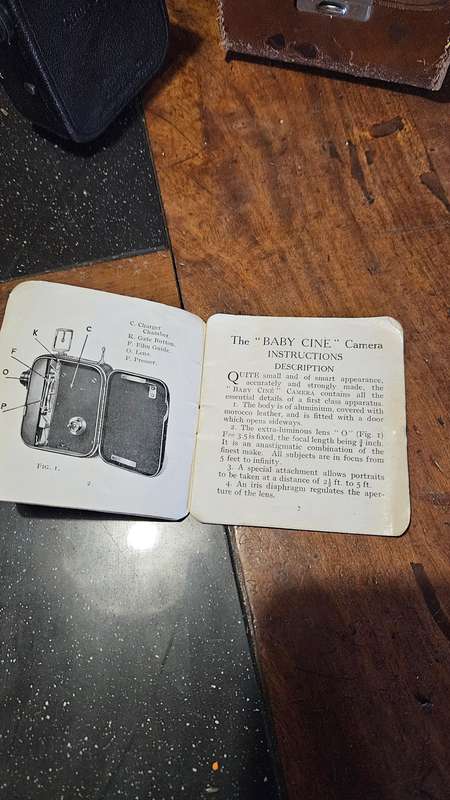 C. Charger
Chamber.
K. Gate Button.
F. Film Guide.
O. Lens.
P. Presser.
K
C
F
O
P
FIG. 1.
2
The "BABY CINE" Camera
INSTRUCTIONS
DESCRIPTION
QUITE small and of smart appearance,
accurately and strongly made, the
"BABY CINÉ" CAMERA contains all the
essential details of a first class apparatus.
1. The body is of aluminium, covered with
morocco leather, and is fitted with a door
which opens sideways.
2. The extra-luminous lens "O" (Fig. 1)
F= 3.5 is fixed, the focal length being ¾ inch.
It is an anastigmatic combination of the
finest make. All subjects are in focus from
5 feet to infinity.
3. A special attachment allows portraits
to be taken at a distance of 2½ ft. to 5 ft.
4. An iris diaphragm regulates the aper-
ture of the lens.